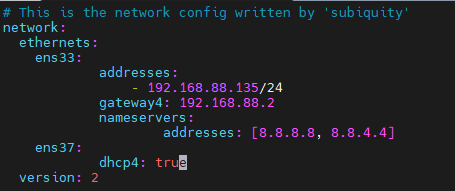 # This is the network config written by 'subiquity'
network:
  ethernets:
    ens33:
            addresses:
                - 192.168.88.135/24
            gateway4: 192.168.88.2
            nameservers:
                    addresses: [8.8.8.8, 8.8.4.4]
    ens37:
            dhcp4: true
  version: 2